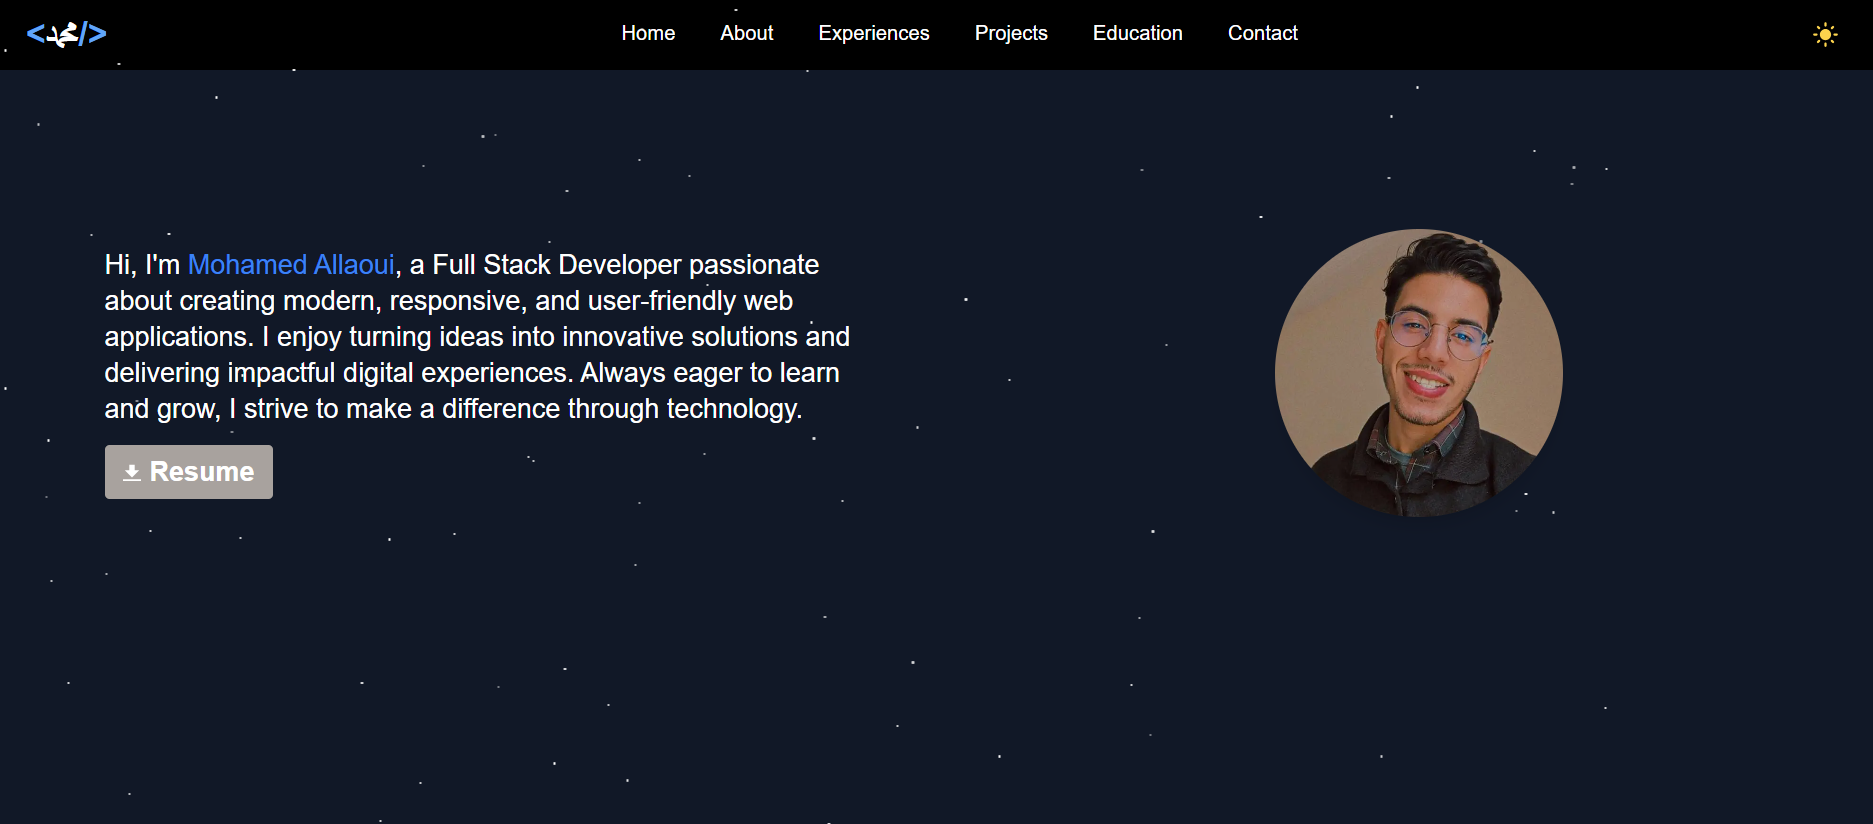 <محمد/>
Home About Experiences Projects Education Contact
Hi, I'm Mohamed Allaoui, a Full Stack Developer passionate
about creating modern, responsive, and user-friendly web
applications. I enjoy turning ideas into innovative solutions and
delivering impactful digital experiences. Always eager to learn
and grow, I strive to make a difference through technology.
Resume